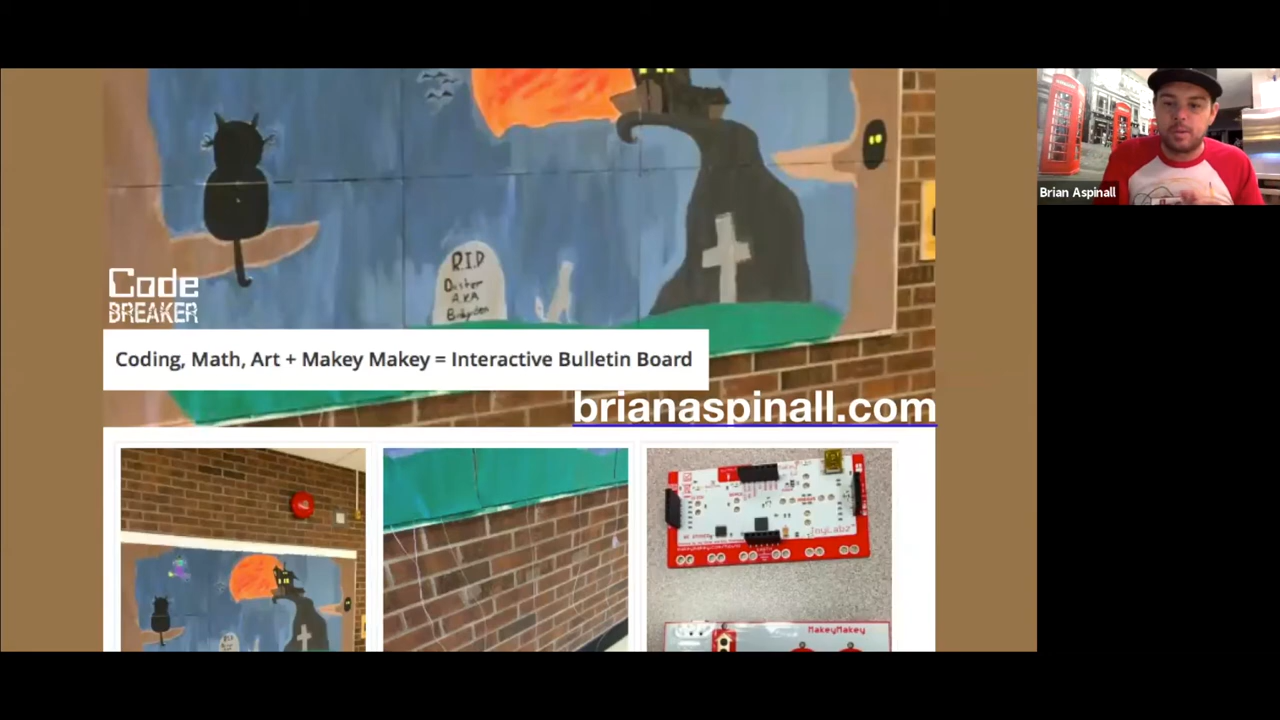 Brian Aspinall
R.I.P
A.K.A
Code
BREAKER
Coding, Math, Art + Makey Makey = Interactive Bulletin Board
brianaspinall.com
MakeyMakey